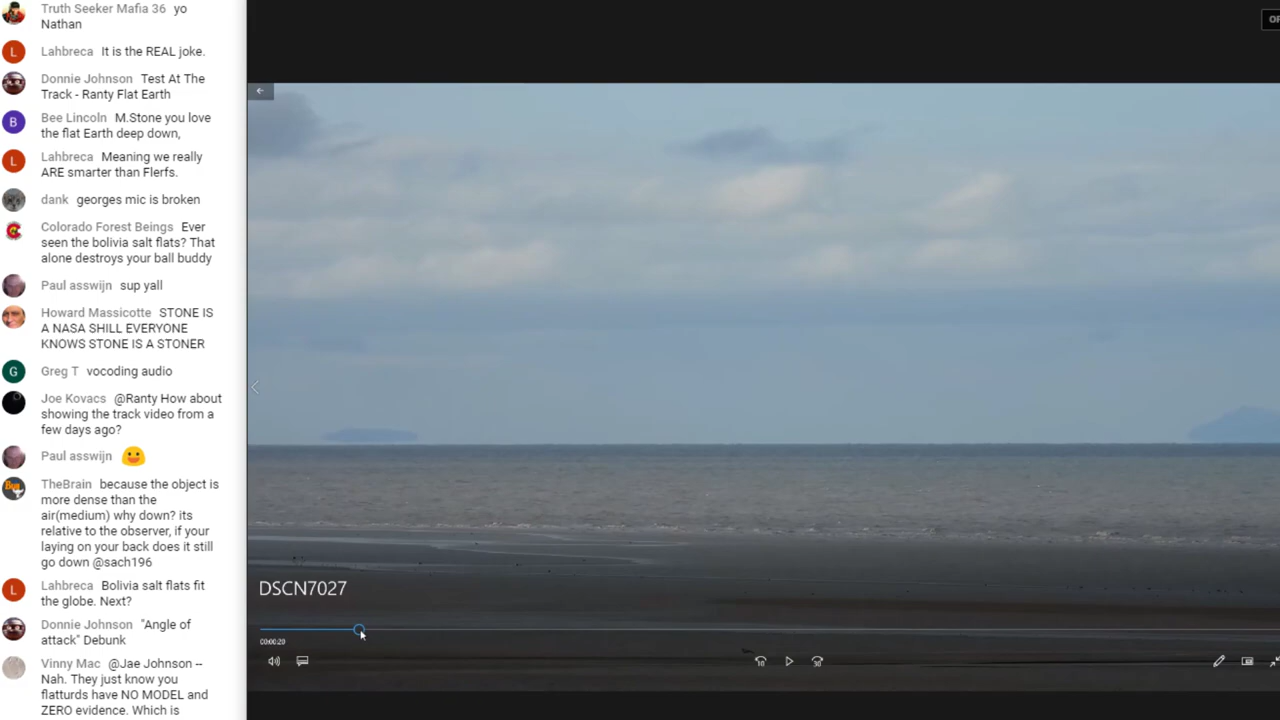 Truth Seeker Mafia 36 yo
Nathan
Lahbreca It is the REAL joke.
Donnie Johnson Test At The
Track - Ranty Flat Earth
Bee Lincoln M.Stone you love
the flat Earth deep down,
Lahbreca Meaning we really
ARE smarter than Flerfs.
dank georges mic is broken
Colorado Forest Beings Ever
seen the bolivia salt flats? That
alone destroys your ball buddy
Paul asswijn sup yall
Howard Massicotte STONE IS
A NASA SHILL EVERYONE
KNOWS STONE IS A STONER
Greg T vocoding audio
Joe Kovacs @Ranty How about
showing the track video from a
few days ago?
Paul asswijn
TheBrain because the object is
more dense than the
air(medium) why down? its
relative to the observer, if your
laying on your back does it still
go down @sach196
Lahbreca Bolivia salt flats fit
the globe. Next?
Donnie Johnson "Angle of
attack" Debunk
Vinny Mac @Jae Johnson --
Nah. They just know you
flatturds have NO MODEL and
ZERO evidence. Which is
L
B
L
G
L
DSCN7027
0:00:20
10
30